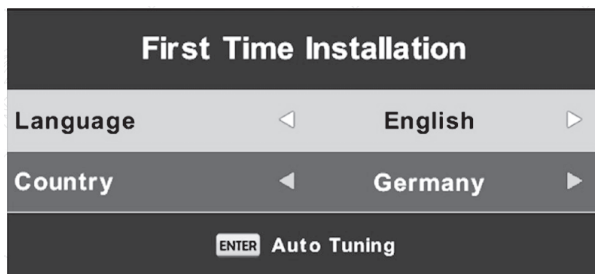 First Time Installation
Language English
Country Germany
ENTER Auto Tuning